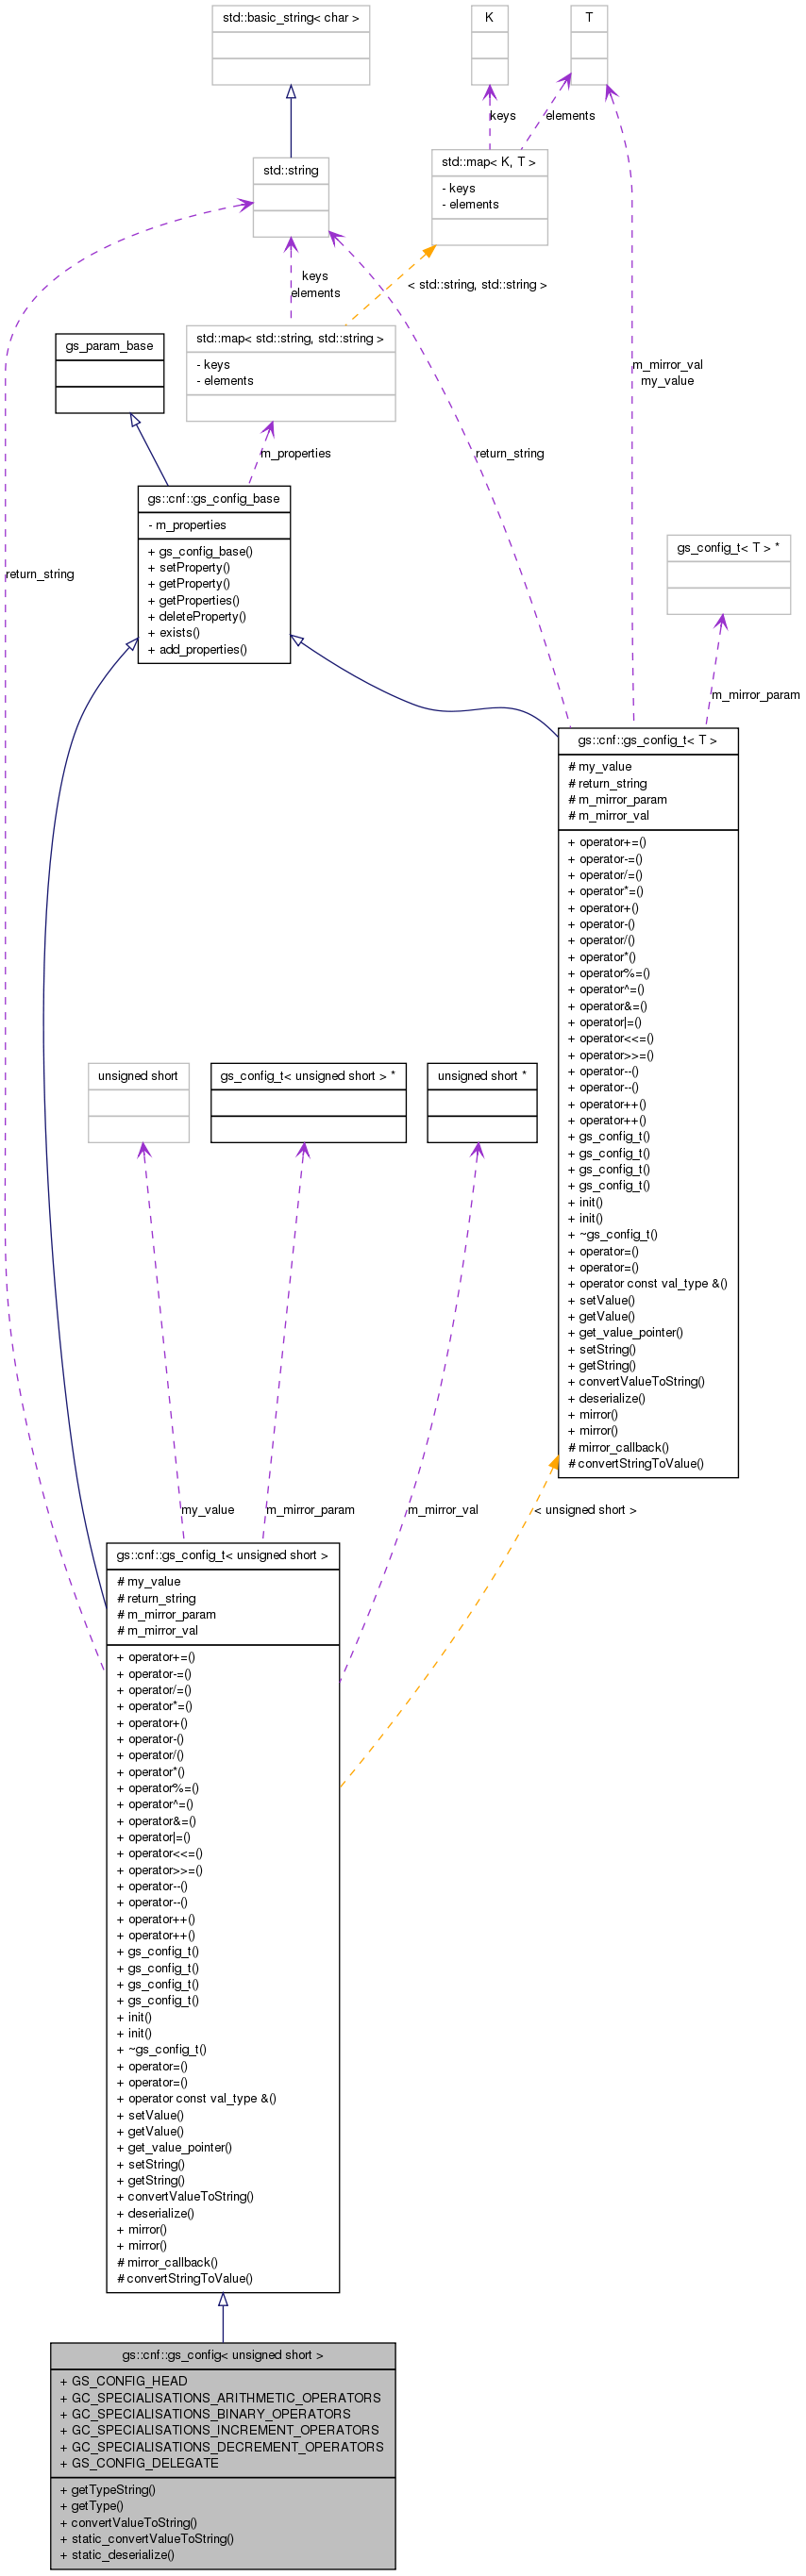 std::basic_string< char >
K
T
keys
elements
std::string
std::map< K, T >
- keys
- elements
keys
elements
< std::string, std::string >
gs_param_base
std::map< std::string, std::string >
- keys
- elements
m_mirror_val
my_value
m_properties
return_string
gs::cnf::gs_config_base
- m_properties
+ gs_config_base()
+ setProperty()
+ getProperty()
+ getProperties()
+ deleteProperty()
+ exists()
+ add_properties()
return_string
gs_config_t< T > *
m_mirror_param
gs::cnf::gs_config_t< T >
# my_value
# return_string
# m_mirror_param
# m_mirror_val
+ operator+=()
+ operator-=()
+ operator/=()
+ operator*=()
+ operator+()
+ operator-()
+ operator/()
+ operator*()
+ operator%=()
+ operator^=()
+ operator&=()
+ operator|=()
+ operator<<=()
+ operator>>=()
+ operator--()
+ operator--()
+ operator++()
+ operator++()
+ gs_config_t()
+ gs_config_t()
+ gs_config_t()
+ gs_config_t()
+ init()
+ init()
+ ~gs_config_t()
+ operator=()
+ operator=()
+ operator const val_type &()
+ setValue()
+ getValue()
+ get_value_pointer()
+ setString()
+ getString()
+ convertValueToString()
+ deserialize()
+ mirror()
+ mirror()
# mirror_callback()
# convertStringToValue()
unsigned short
gs_config_t< unsigned short > *
unsigned short *
my_value
m_mirror_param
m_mirror_val
< unsigned short >
gs::cnf::gs_config_t< unsigned short >
# my_value
# return_string
# m_mirror_param
# m_mirror_val
+ operator+=()
+ operator-=()
+ operator/=()
+ operator*=()
+ operator+()
+ operator-()
+ operator/()
+ operator*()
+ operator%=()
+ operator^=()
+ operator&=()
+ operator|=()
+ operator<<=()
+ operator>>=()
+ operator--()
+ operator--()
+ operator++()
+ operator++()
+ gs_config_t()
+ gs_config_t()
+ gs_config_t()
+ gs_config_t()
+ init()
+ init()
+ ~gs_config_t()
+ operator=()
+ operator=()
+ operator const val_type &()
+ setValue()
+ getValue()
+ get_value_pointer()
+ setString()
+ getString()
+ convertValueToString()
+ deserialize()
+ mirror()
+ mirror()
# mirror_callback()
# convertStringToValue()
gs::cnf::gs_config< unsigned short >
+ GS_CONFIG_HEAD
+ GC_SPECIALISATIONS_ARITHMETIC_OPERATORS
+ GC_SPECIALISATIONS_BINARY_OPERATORS
+ GC_SPECIALISATIONS_INCREMENT_OPERATORS
+ GC_SPECIALISATIONS_DECREMENT_OPERATORS
+ GS_CONFIG_DELEGATE
+ getTypeString()
+ getType()
+ convertValueToString()
+ static_convertValueToString()
+ static_deserialize()